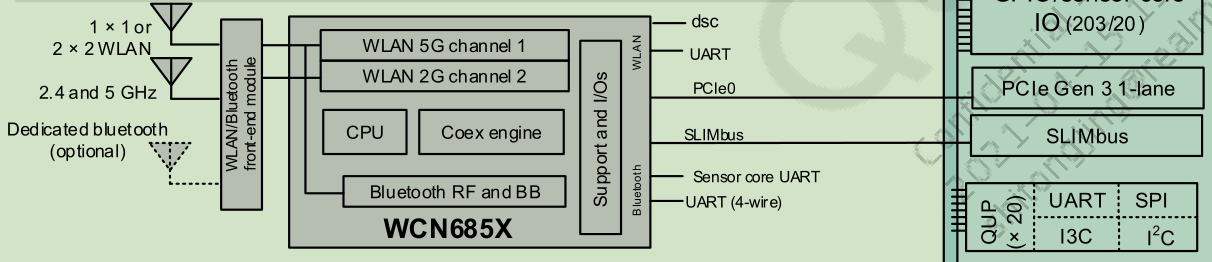 1 × 1 or
2 × 2 WLAN
2.4 and 5 GHz
Dedicated bluetooth
(optional)
WLAN/Bluetooth
front-end module
WLAN 5G channel 1
WLAN 2G channel 2
CPU
Coex engine
Bluetooth RF and BB
WCN685X
Support and I/Os
WLAN
Bluetooth
dsc
UART
PCIe0
SLIMbus
Sensor core UART
UART (4-wire)
IO (203/20)
PCIe Gen 3 1-lane
SLIMbus
QUP
(× 20)
UART
SPI
I3C
I²C
Confidential